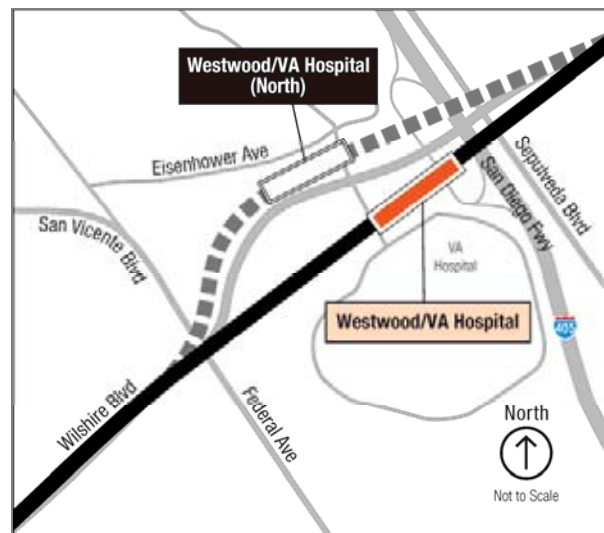 Westwood/VA Hospital
(North)
Eisenhower Ave
San Vicente Blvd
Sepulveda Blvd
San Diego Fwy
VA
Hospital
Westwood/VA Hospital
405
Wilshire Blvd
Federal Ave
North
Not to Scale